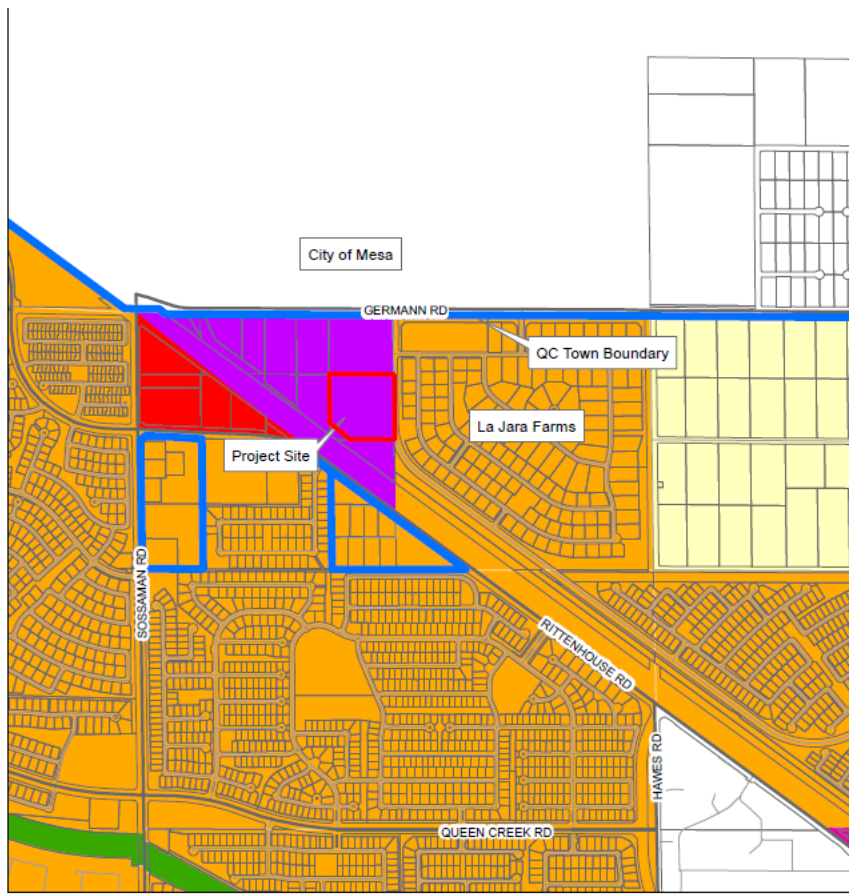 City of Mesa
GERMANN RD
QC Town Boundary
La Jara Farms
Project Site
SOSSAMAN RD
RITTENHOUSE RD
HAWES RD
QUEEN CREEK RD